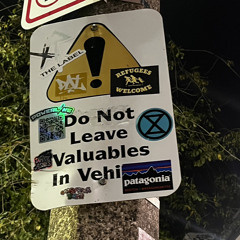 THE LABEL
REFUGEES
WELCOME
Do Not
Leave
Valuables
In Vehi
patagonia